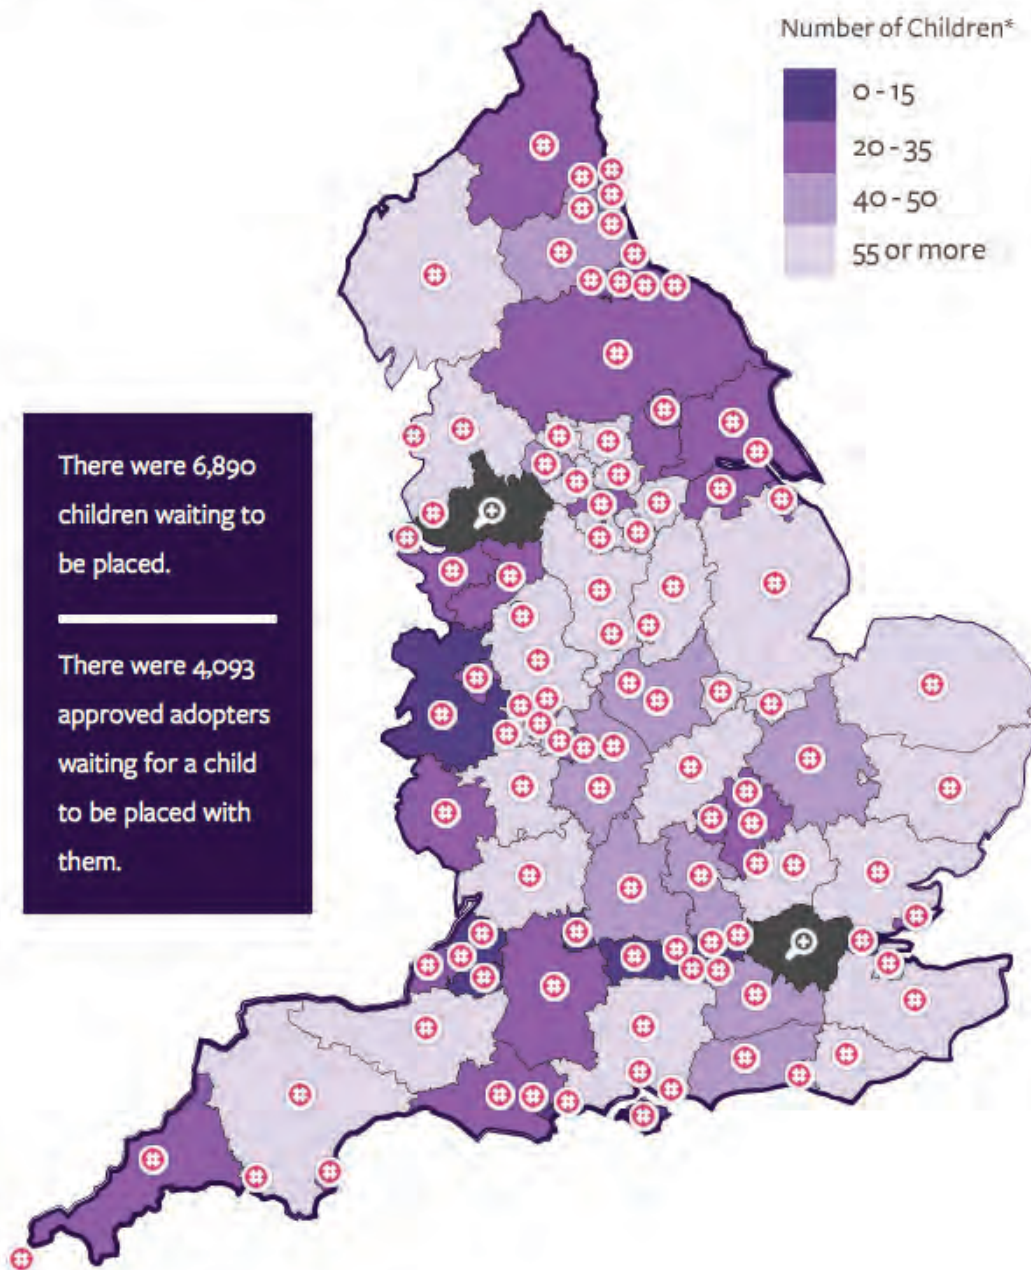 Number of Children*
0 - 15
20 - 35
40 - 50
55 or more
There were 6,890
children waiting to
be placed.
There were 4,093
approved adopters
waiting for a child
to be placed with
them.